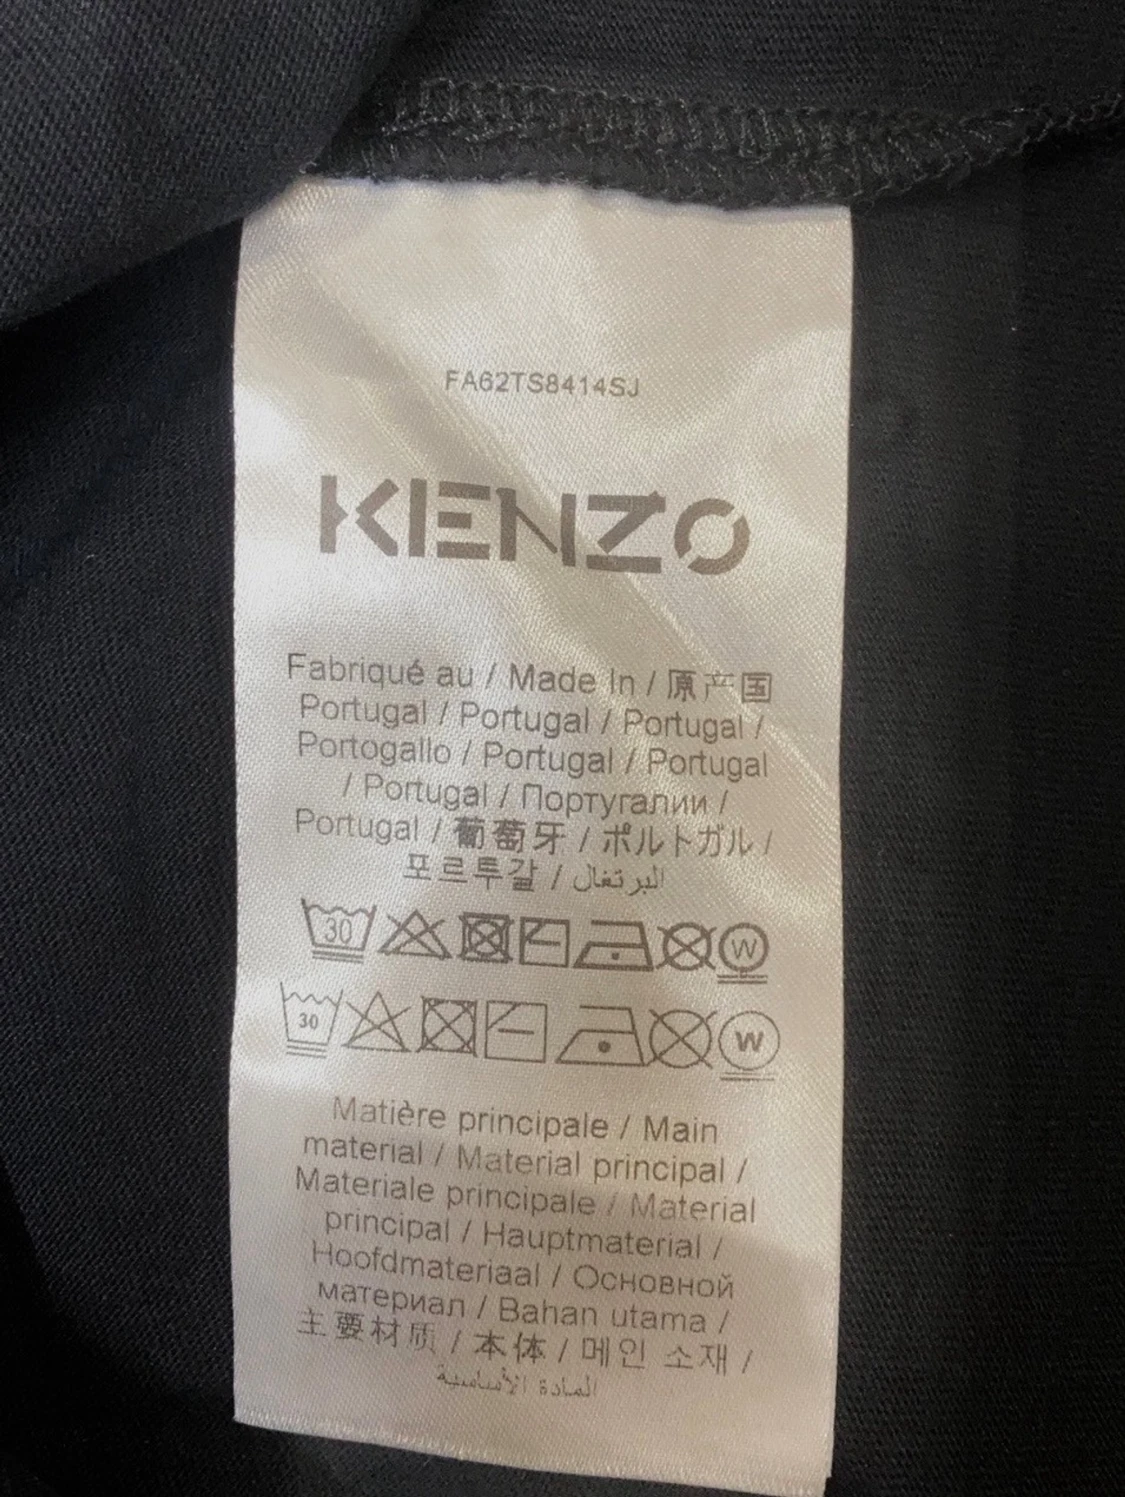 FA62TS8414SJ
KENZO
Fabriqué au / Made In / 原产国
Portugal / Portugal / Portugal /
Portogallo / Portugal / Portugal
/ Portugal / Португалии /
Portugal / 葡萄牙 / ポルトガル /
포르투갈 / البرتغال
30 W
30 W
Matière principale / Main
material / Material principal /
Materiale principale / Material
principal / Hauptmaterial /
Hoofdmateriaal / Основной
материал / Bahan utama /
主要材质 / 本体 / 메인 소재 /
المادة الأساسية